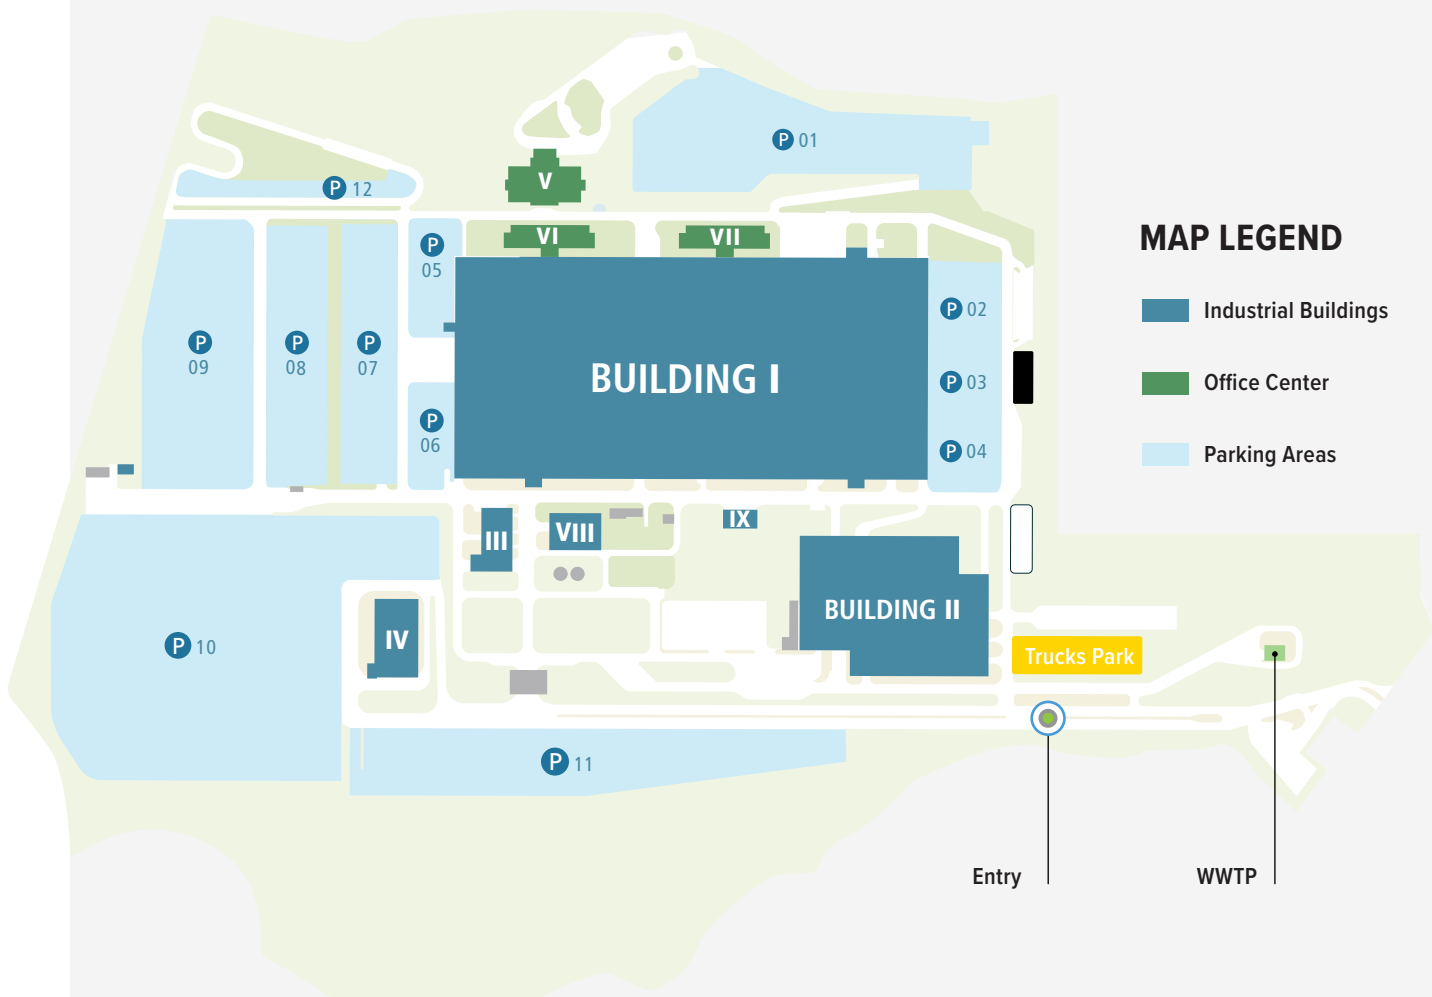 P 01
P 12
V
VI
VII
P
05
MAP LEGEND
P 02
Industrial Buildings
P
09
P
08
P
07
BUILDING I
P 03
Office Center
P
06
P 04
Parking Areas
III
VIII
IX
BUILDING II
IV
P 10
Trucks Park
P 11
Entry
WWTP